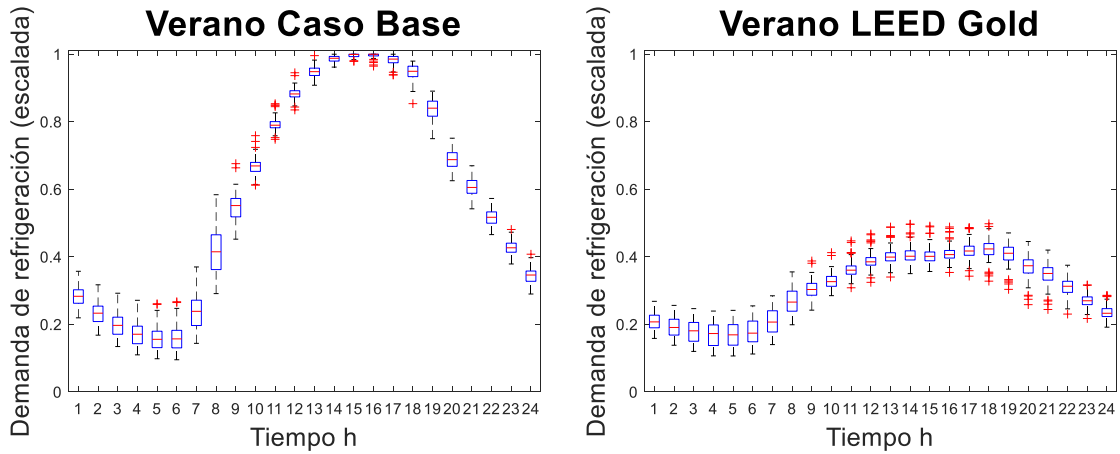 Verano Caso Base
Demanda de refrigeración (escalada)
1
0.8
0.6
0.4
0.2
0
1 2 3 4 5 6 7 8 9 10 11 12 13 14 15 16 17 18 19 20 21 22 23 24
Tiempo h
Verano LEED Gold
Demanda de refrigeración (escalada)
1
0.8
0.6
0.4
0.2
0
1 2 3 4 5 6 7 8 9 10 11 12 13 14 15 16 17 18 19 20 21 22 23 24
Tiempo h